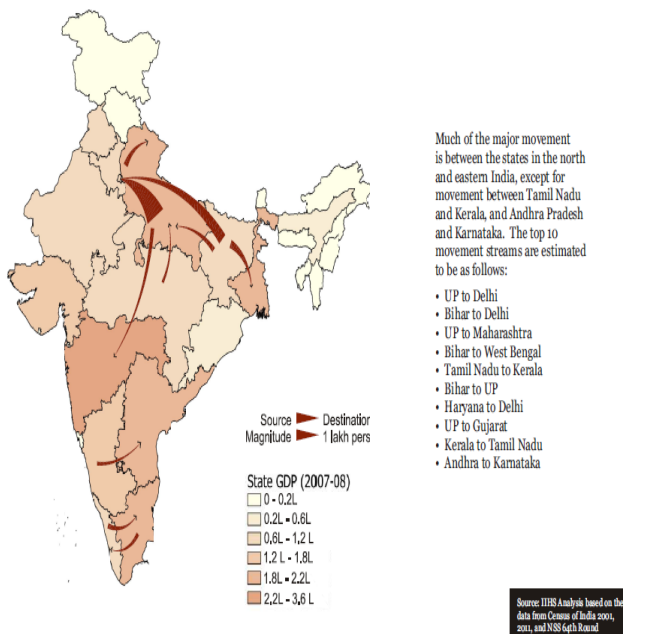 Much of the major movement
is between the states in the north
and eastern India, except for
movement between Tamil Nadu
and Kerala, and Andhra Pradesh
and Karnataka. The top 10
movement streams are estimated
to be as follows:
• UP to Delhi
• Bihar to Delhi
• UP to Maharashtra
• Bihar to West Bengal
• Tamil Nadu to Kerala
• Bihar to UP
• Haryana to Delhi
• UP to Gujarat
• Kerala to Tamil Nadu
• Andhra to Karnataka
Source Destination
Magnitude 1 lakh pers
State GDP (2007-08)
0 - 0.2L
0.2L - 0.6L
0.6L - 1.2 L
1.2 L - 1.8L
1.8L - 2.2L
2.2L - 3.6 L
Source: IIHS Analysis based on the
data from Census of India 2001,
2011, and NSS 64th Round